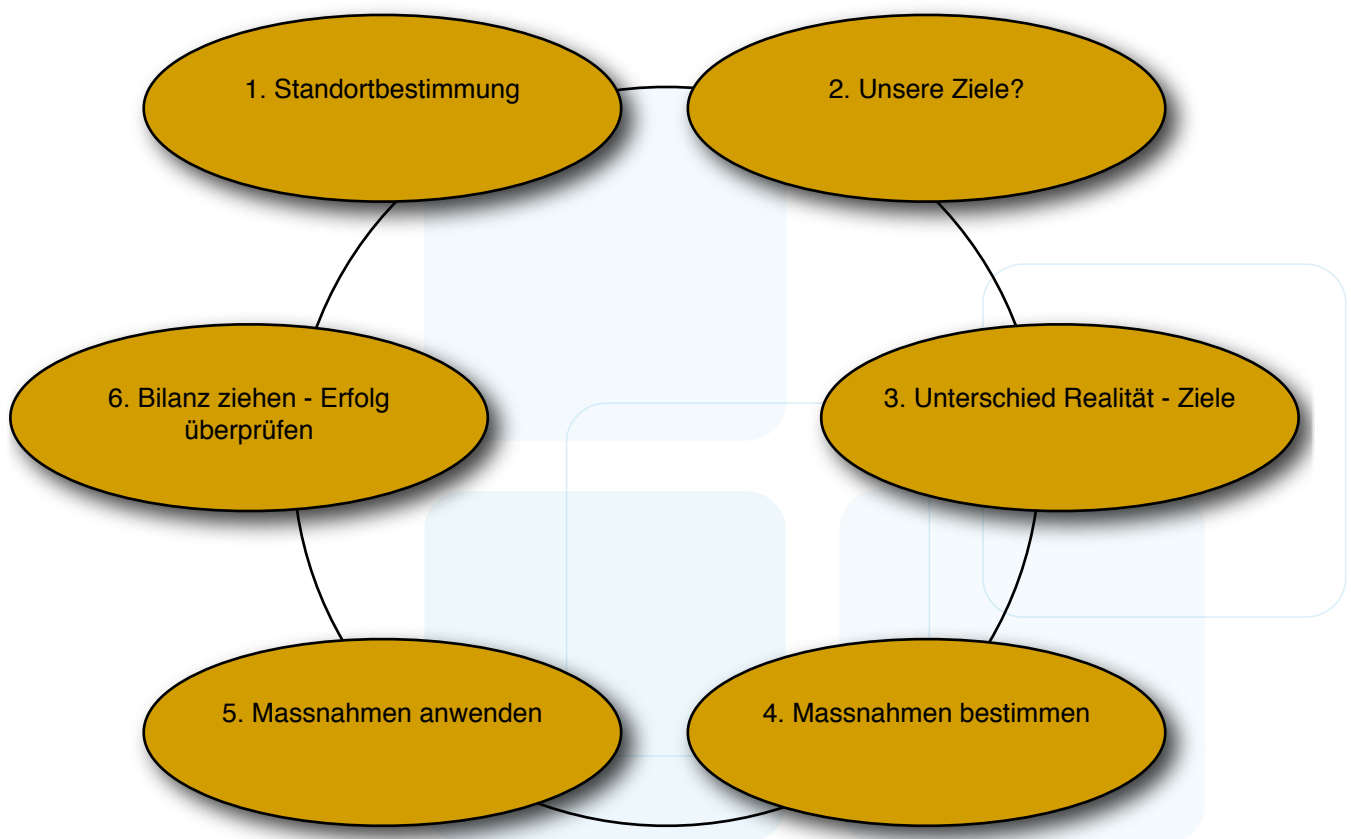 1. Standortbestimmung
2. Unsere Ziele?
3. Unterschied Realität - Ziele
4. Massnahmen bestimmen
5. Massnahmen anwenden
6. Bilanz ziehen - Erfolg
überprüfen